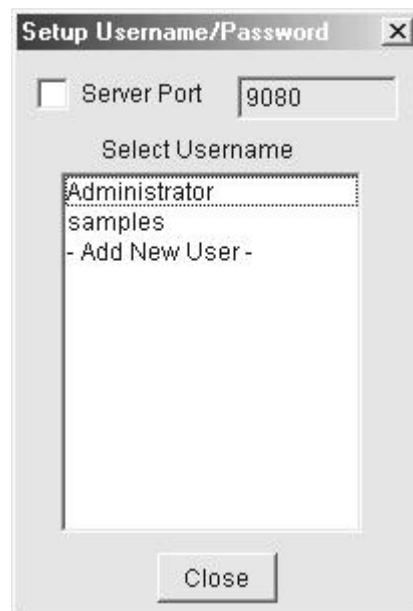 Setup Username/Password
Server Port 9080
Select Username
Administrator
samples
- Add New User -
Close